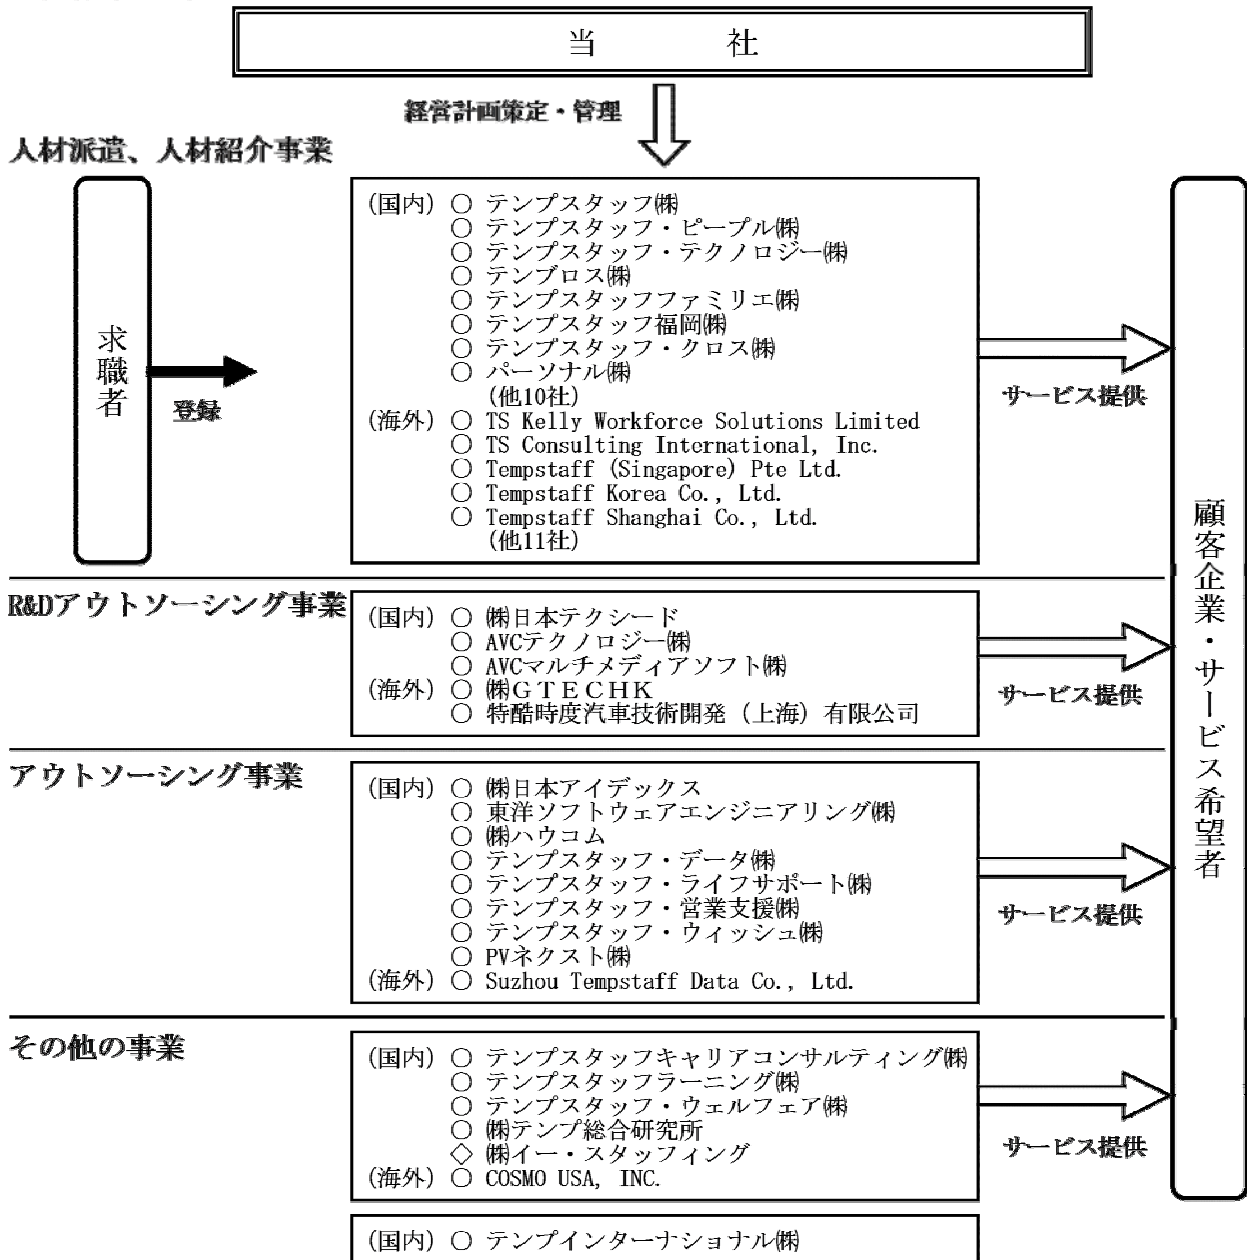 当 社
経営計画策定・管理
人材派遣、人材紹介事業
求職者
登録
(国内) ○ テンプスタッフ㈱
○ テンプスタッフ・ピープル㈱
○ テンプスタッフ・テクノロジー㈱
○ テンブロス㈱
○ テンプスタッフファミリエ㈱
○ テンプスタッフ福岡㈱
○ テンプスタッフ・クロス㈱
○ パーソナル㈱
(他10社)
(海外) ○ TS Kelly Workforce Solutions Limited
○ TS Consulting International, Inc.
○ Tempstaff (Singapore) Pte Ltd.
○ Tempstaff Korea Co., Ltd.
○ Tempstaff Shanghai Co., Ltd.
(他11社)
サービス提供
顧客企業・サービス希望者
R&Dアウトソーシング事業
(国内) ○ ㈱日本テクシード
○ AVCテクノロジー㈱
○ AVCマルチメディアソフト㈱
(海外) ○ ㈱GTECHK
○ 特酷時度汽車技術開発（上海）有限公司
サービス提供
アウトソーシング事業
(国内) ○ ㈱日本アイデックス
○ 東洋ソフトウェアエンジニアリング㈱
○ ㈱ハウコム
○ テンプスタッフ・データ㈱
○ テンプスタッフ・ライフサポート㈱
○ テンプスタッフ・営業支援㈱
○ テンプスタッフ・ウィッシュ㈱
○ PVネクスト㈱
(海外) ○ Suzhou Tempstaff Data Co., Ltd.
サービス提供
その他の事業
(国内) ○ テンプスタッフキャリアコンサルティング㈱
○ テンプスタッフラーニング㈱
○ テンプスタッフ・ウェルフェア㈱
○ ㈱テンプ総合研究所
◇ ㈱イー・スタッフィング
(海外) ○ COSMO USA, INC.
サービス提供
(国内) ○ テンプインターナショナル㈱